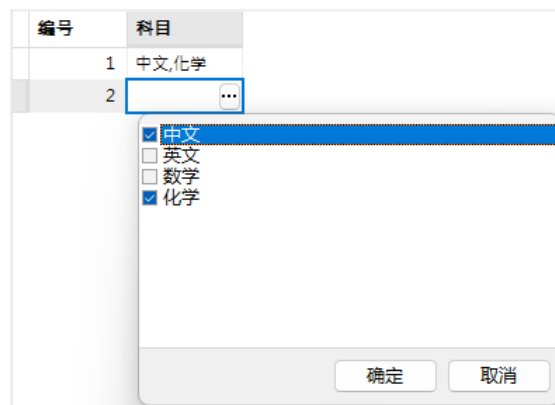 编号 科目
1 中文,化学
2 ...
中文
英文
数学
化学
确定 取消